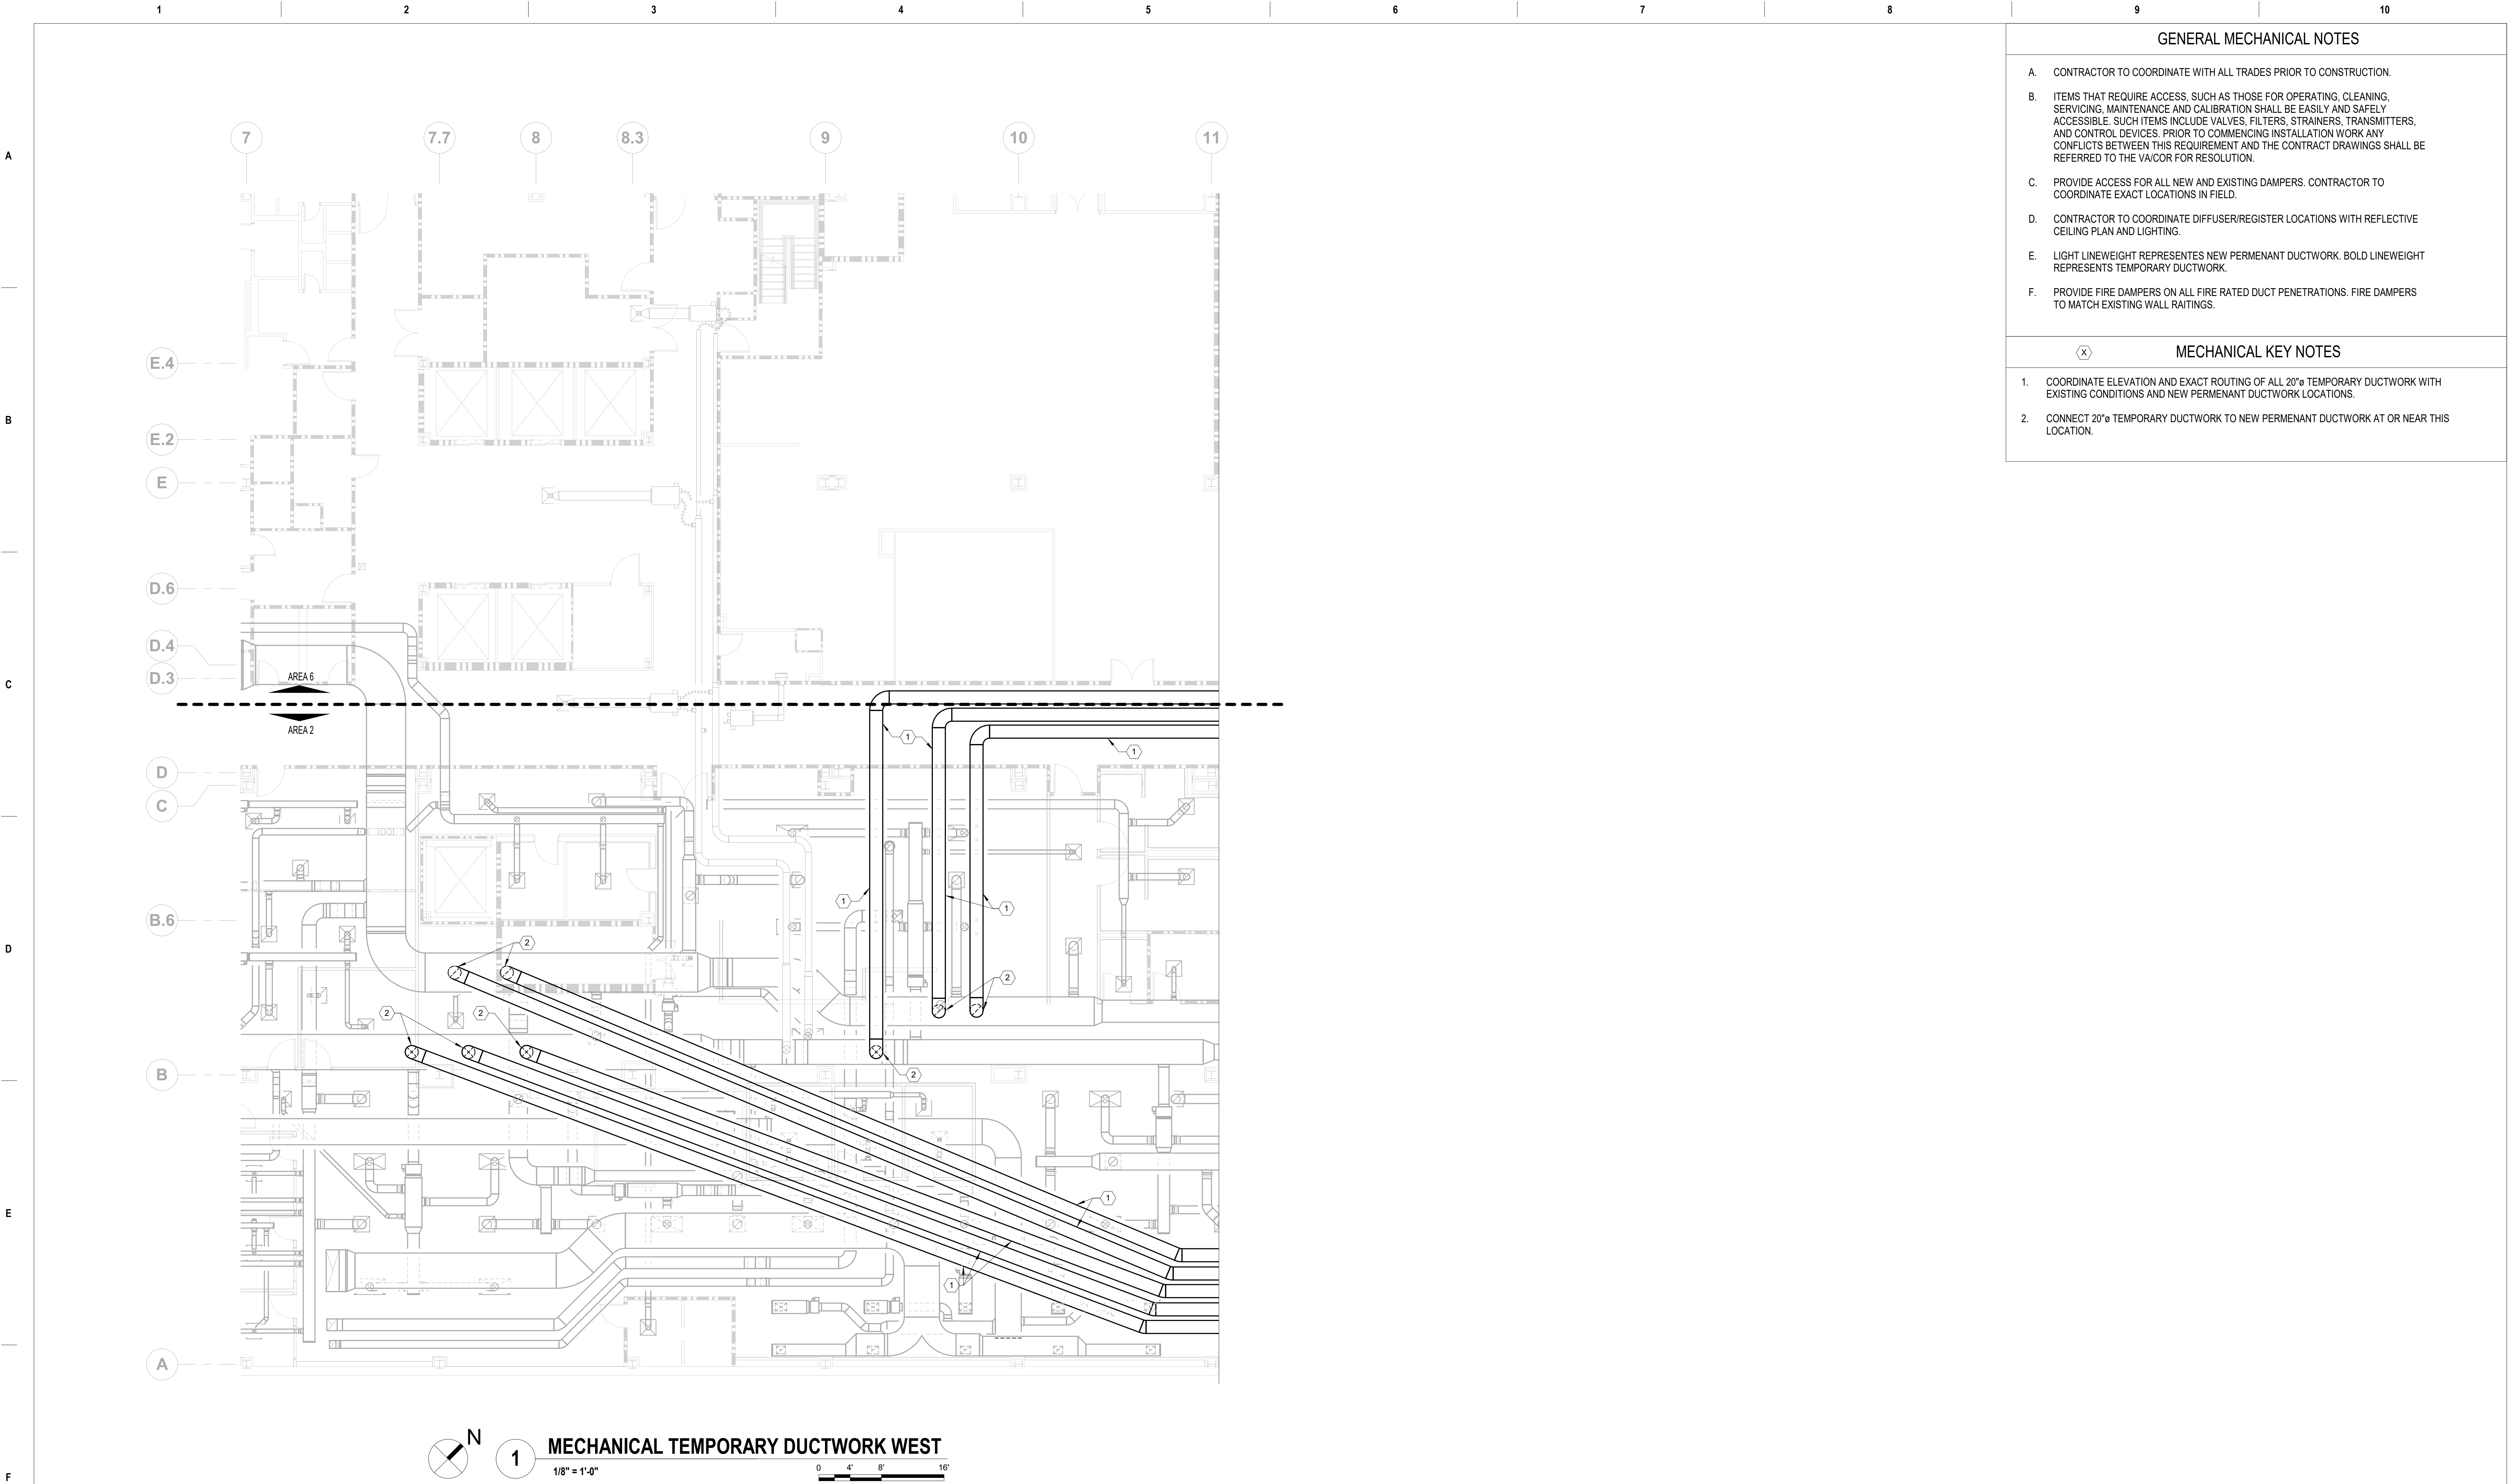 1 2 3 4 5 6 7 8 9 10
GENERAL MECHANICAL NOTES
A. CONTRACTOR TO COORDINATE WITH ALL TRADES PRIOR TO CONSTRUCTION.
B. ITEMS THAT REQUIRE ACCESS, SUCH AS THOSE FOR OPERATING, CLEANING,
SERVICING, MAINTENANCE AND CALIBRATION SHALL BE EASILY AND SAFELY
ACCESSIBLE. SUCH ITEMS INCLUDE VALVES, FILTERS, STRAINERS, TRANSMITTERS,
AND CONTROL DEVICES. PRIOR TO COMMENCING INSTALLATION WORK ANY
CONFLICTS BETWEEN THIS REQUIREMENT AND THE CONTRACT DRAWINGS SHALL BE
REFERRED TO THE VA/COR FOR RESOLUTION.
C. PROVIDE ACCESS FOR ALL NEW AND EXISTING DAMPERS. CONTRACTOR TO
COORDINATE EXACT LOCATIONS IN FIELD.
D. CONTRACTOR TO COORDINATE DIFFUSER/REGISTER LOCATIONS WITH REFLECTIVE
CEILING PLAN AND LIGHTING.
E. LIGHT LINEWEIGHT REPRESENTES NEW PERMENANT DUCTWORK. BOLD LINEWEIGHT
REPRESENTS TEMPORARY DUCTWORK.
F. PROVIDE FIRE DAMPERS ON ALL FIRE RATED DUCT PENETRATIONS. FIRE DAMPERS
TO MATCH EXISTING WALL RAITINGS.
X MECHANICAL KEY NOTES
1. COORDINATE ELEVATION AND EXACT ROUTING OF ALL 20"ø TEMPORARY DUCTWORK WITH
EXISTING CONDITIONS AND NEW PERMENANT DUCTWORK LOCATIONS.
2. CONNECT 20"ø TEMPORARY DUCTWORK TO NEW PERMENANT DUCTWORK AT OR NEAR THIS
LOCATION.
A
B
C
D
E
F
7 7.7 8 8.3 9 10 11
E.4
E.2
E
D.6
D.4
D.3
AREA 6
AREA 2
1
1
D
C
1
1
B.6
2
2
2
2
B
2
1
1
A
N
1
MECHANICAL TEMPORARY DUCTWORK WEST
1/8" = 1'-0"
0 4' 8' 16'